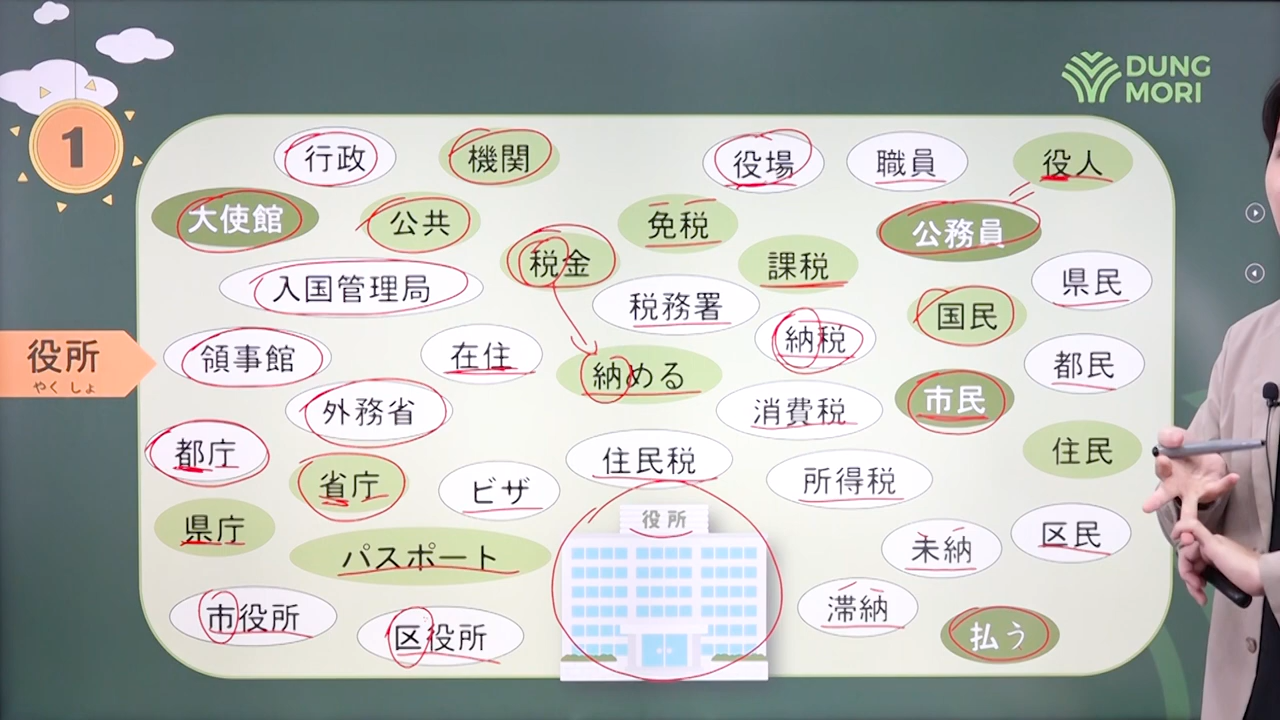 DUNG
MORI
1
役所
やくしょ
行政
機関
役場
職員
役人
大使館
公共
免税
公務員
税金
課税
入国管理局
税務署
県民
国民
納税
領事館
在住
納める
都民
外務省
消費税
市民
都庁
省庁
住民税
住民
ビザ
所得税
県庁
役所
パスポート
未納
区民
市役所
区役所
滞納
払う